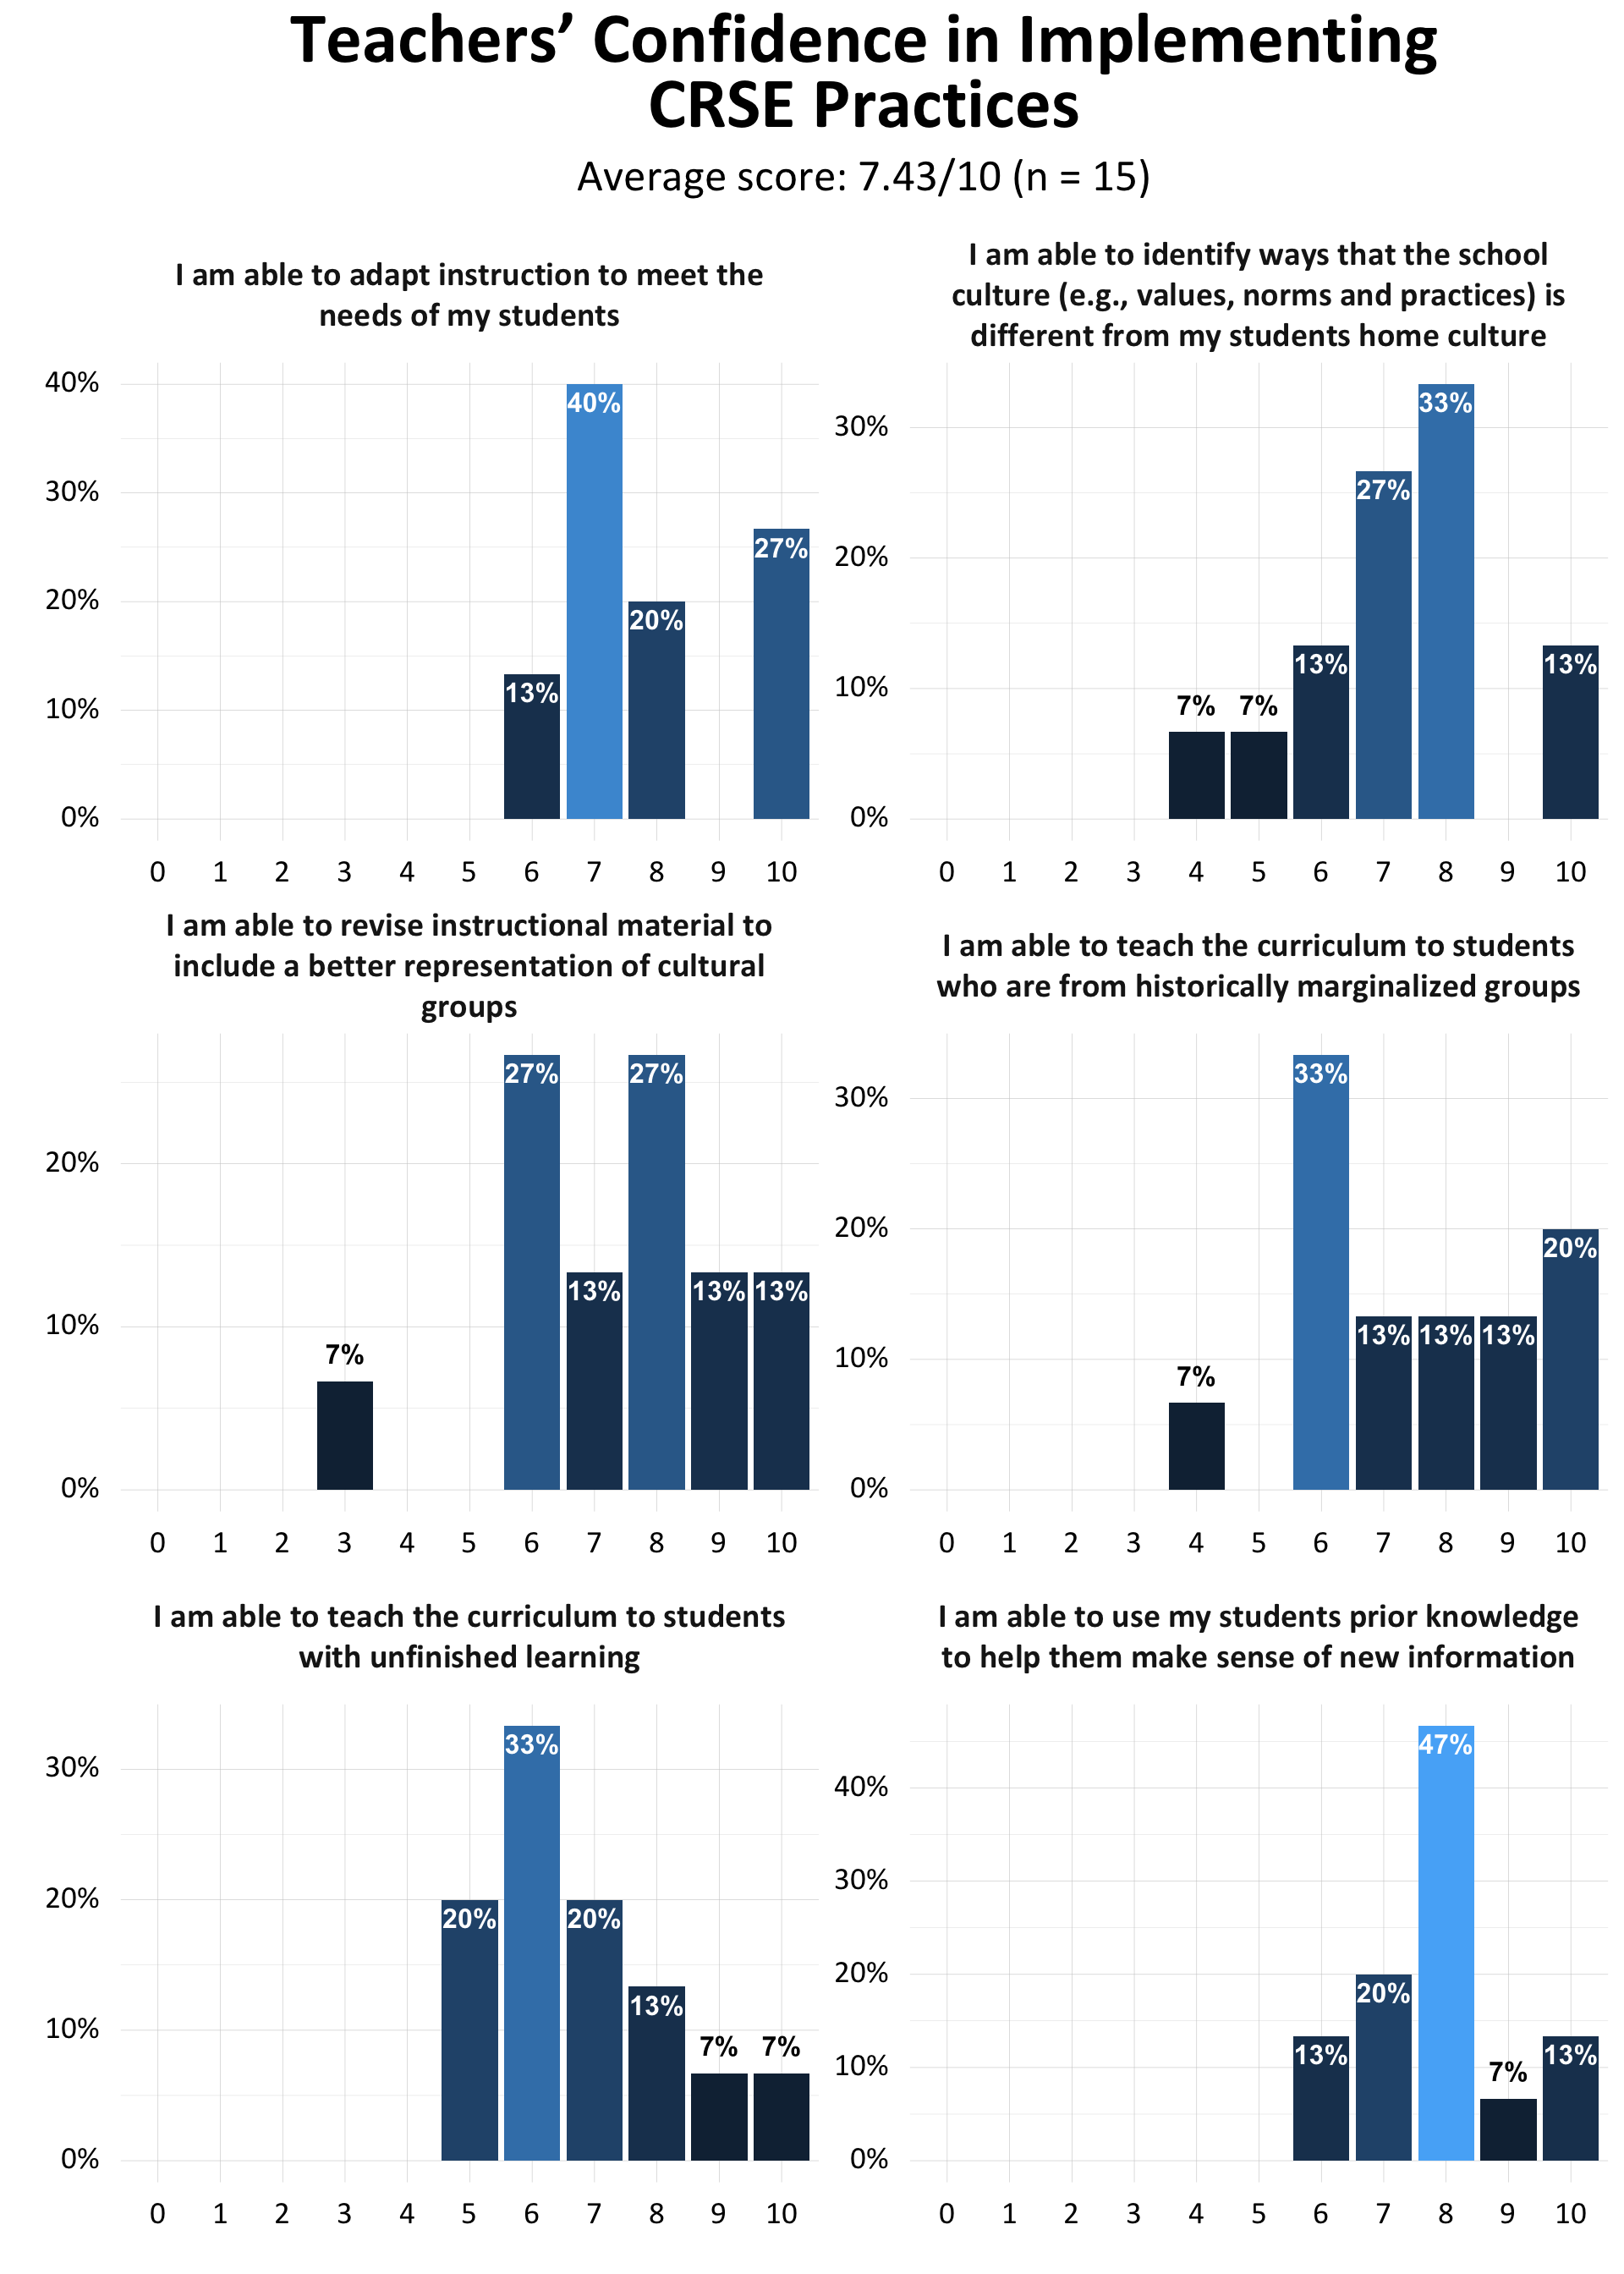 Teachers’ Confidence in Implementing
CRSE Practices
Average score: 7.43/10 (n = 15)
I am able to adapt instruction to meet the
needs of my students
40%
30%
20%
10%
0%
13%
40%
20%
27%
0 1 2 3 4 5 6 7 8 9 10
I am able to identify ways that the school
culture (e.g., values, norms and practices) is
different from my students home culture
30%
20%
10%
0%
7%
7%
13%
27%
33%
13%
0 1 2 3 4 5 6 7 8 9 10
I am able to revise instructional material to
include a better representation of cultural
groups
20%
10%
0%
7%
27%
13%
27%
13%
13%
0 1 2 3 4 5 6 7 8 9 10
I am able to teach the curriculum to students
who are from historically marginalized groups
30%
20%
10%
0%
7%
33%
13%
13%
13%
20%
0 1 2 3 4 5 6 7 8 9 10
I am able to teach the curriculum to students
with unfinished learning
30%
20%
10%
0%
20%
33%
20%
13%
7%
7%
0 1 2 3 4 5 6 7 8 9 10
I am able to use my students prior knowledge
to help them make sense of new information
40%
30%
20%
10%
0%
13%
20%
47%
7%
13%
0 1 2 3 4 5 6 7 8 9 10